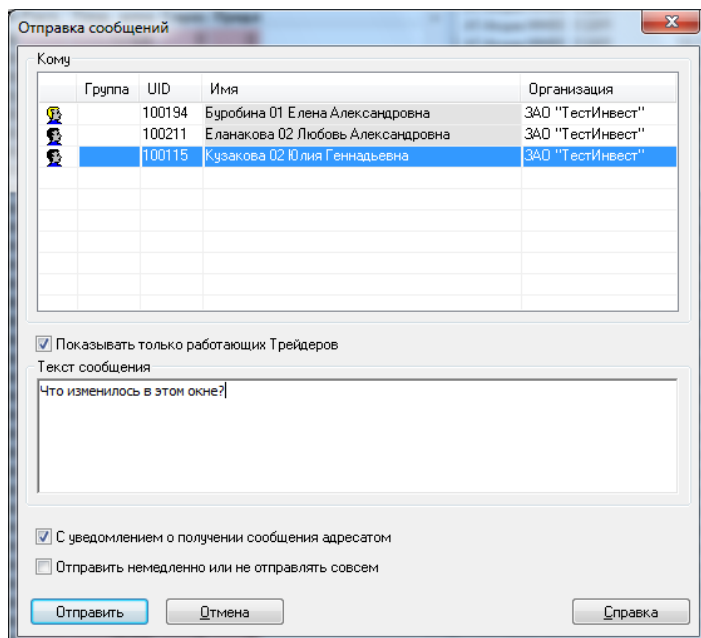 Отправка сообщений
Кому
Группа UID Имя Организация
100194 Буробина 01 Елена Александровна ЗАО "ТестИнвест"
100211 Еланакова 02 Любовь Александровна ЗАО "ТестИнвест"
100115 Кузакова 02 Юлия Геннадьевна ЗАО "ТестИнвест"
Показывать только работающих Трейдеров
Текст сообщения
Что изменилось в этом окне?
С уведомлением о получении сообщения адресатом
Отправить немедленно или не отправлять совсем
Отправить Отмена Справка